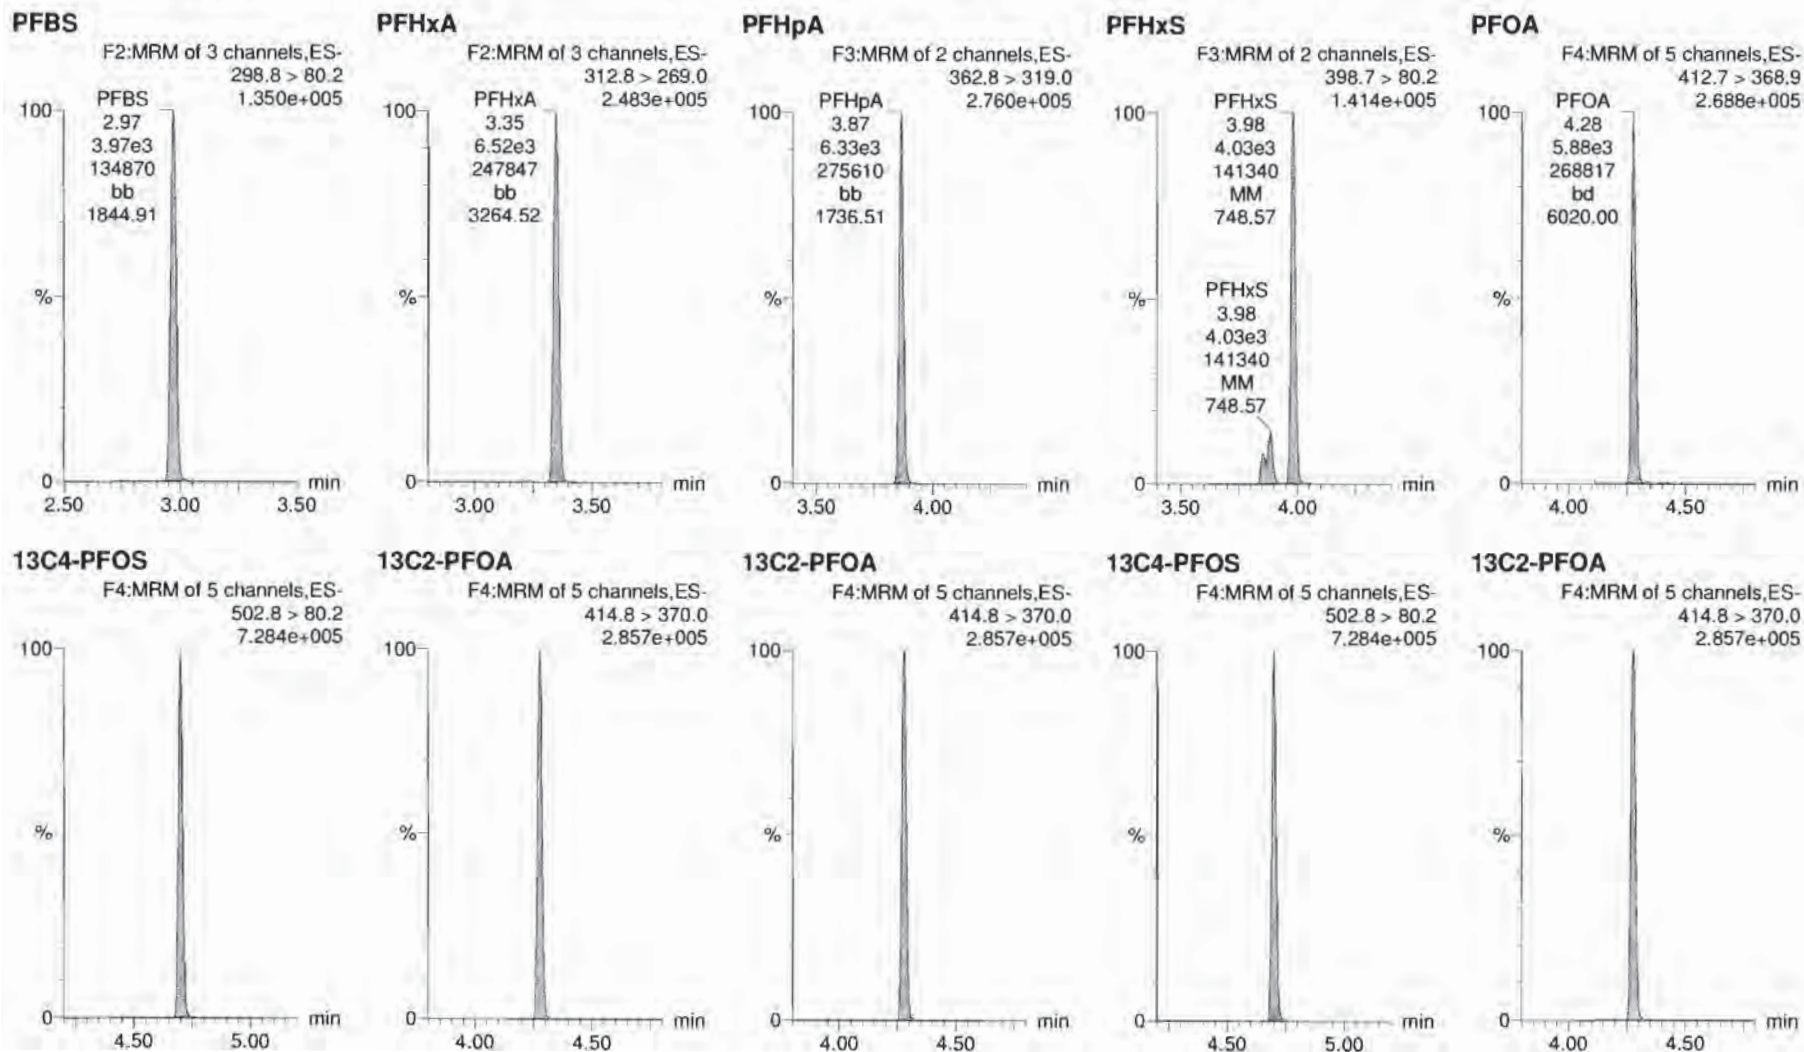 PFBS
F2:MRM of 3 channels,ES-
298.8 > 80.2
1.350e+005
100
PFBS
2.97
3.97e3
134870
bb
1844.91
%
0
min
2.50 3.00 3.50
PFHxA
F2:MRM of 3 channels,ES-
312.8 > 269.0
2.483e+005
100
PFHxA
3.35
6.52e3
247847
bb
3264.52
%
0
min
3.00 3.50
PFHpA
F3:MRM of 2 channels,ES-
362.8 > 319.0
2.760e+005
100
PFHpA
3.87
6.33e3
275610
bb
1736.51
%
0
min
3.50 4.00
PFHxS
F3:MRM of 2 channels,ES-
398.7 > 80.2
1.414e+005
100
PFHxS
3.98
4.03e3
141340
MM
748.57
PFHxS
3.98
4.03e3
141340
MM
748.57
%
0
min
3.50 4.00
PFOA
F4:MRM of 5 channels,ES-
412.7 > 368.9
2.688e+005
100
PFOA
4.28
5.88e3
268817
bd
6020.00
%
0
min
4.00 4.50
13C4-PFOS
F4:MRM of 5 channels,ES-
502.8 > 80.2
7.284e+005
100
%
0
min
4.50 5.00
13C2-PFOA
F4:MRM of 5 channels,ES-
414.8 > 370.0
2.857e+005
100
%
0
min
4.00 4.50
13C2-PFOA
F4:MRM of 5 channels,ES-
414.8 > 370.0
2.857e+005
100
%
0
min
4.00 4.50
13C4-PFOS
F4:MRM of 5 channels,ES-
502.8 > 80.2
7.284e+005
100
%
0
min
4.50 5.00
13C2-PFOA
F4:MRM of 5 channels,ES-
414.8 > 370.0
2.857e+005
100
%
0
min
4.00 4.50